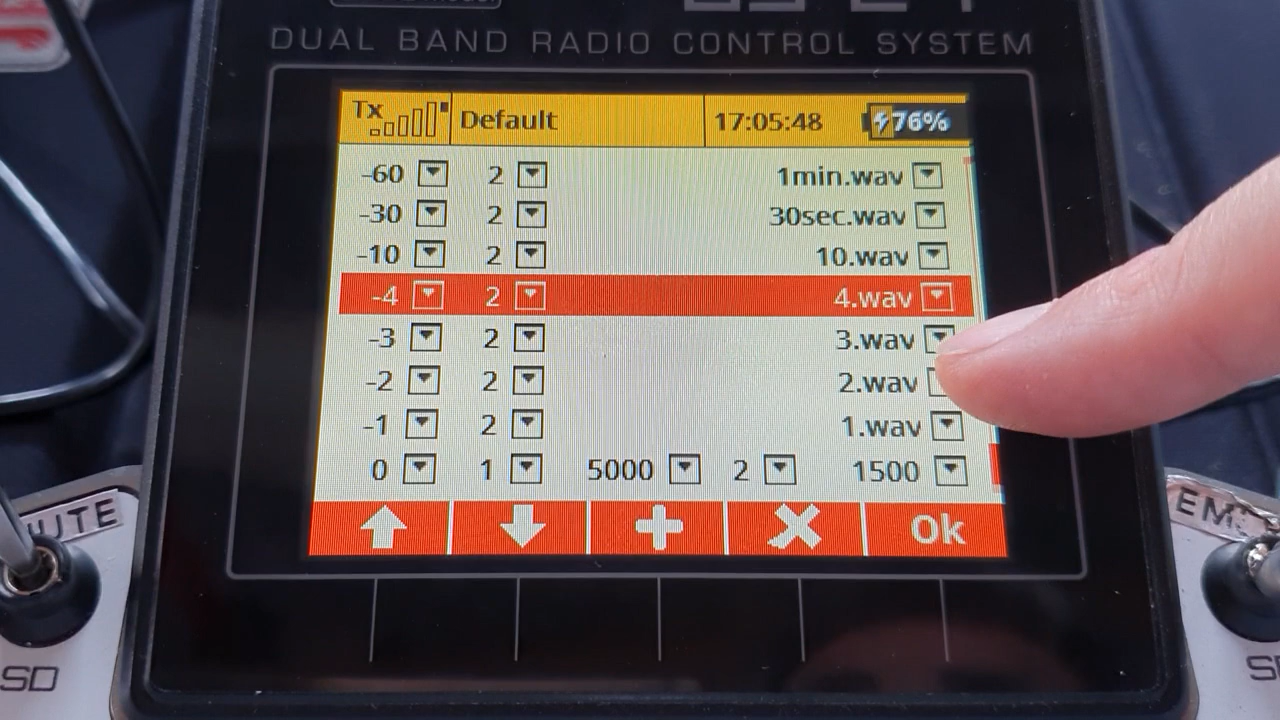 DUAL BAND RADIO CONTROL SYSTEM
Tx Default 17:05:48 76%
-60 2 1min.wav
-30 2 30sec.wav
-10 2 10.wav
-4 2 4.wav
-3 2 3.wav
-2 2 2.wav
-1 2 1.wav
0 1 5000 2 1500
Ok
SD